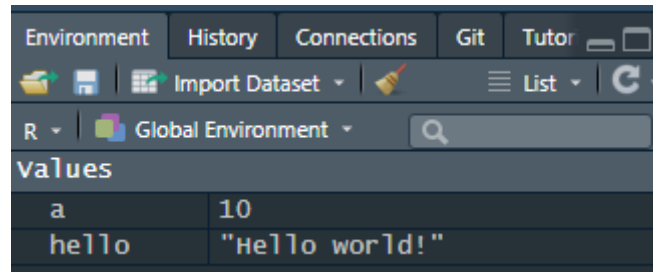 Environment History Connections Git Tutor
Import Dataset List
R Global Environment
Values
a 10
hello "Hello world!"